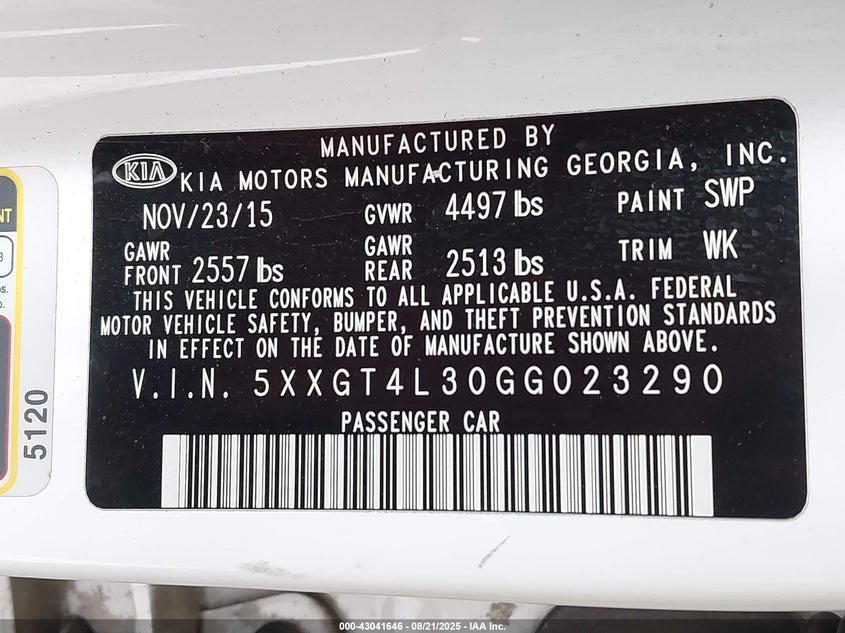 MANUFACTURED BY
KIA KIA MOTORS MANUFACTURING GEORGIA, INC.
NOV/23/15 GVWR 4497 lbs PAINT SWP
GAWR FRONT 2557 lbs GAWR REAR 2513 lbs TRIM WK
THIS VEHICLE CONFORMS TO ALL APPLICABLE U.S.A. FEDERAL
MOTOR VEHICLE SAFETY, BUMPER, AND THEFT PREVENTION STANDARDS
IN EFFECT ON THE DATE OF MANUFACTURE SHOWN ABOVE.
V.I.N. 5XXGT4L30GG023290
PASSENGER CAR
5120
000-43041646 - 08/21/2025 - IAA Inc.